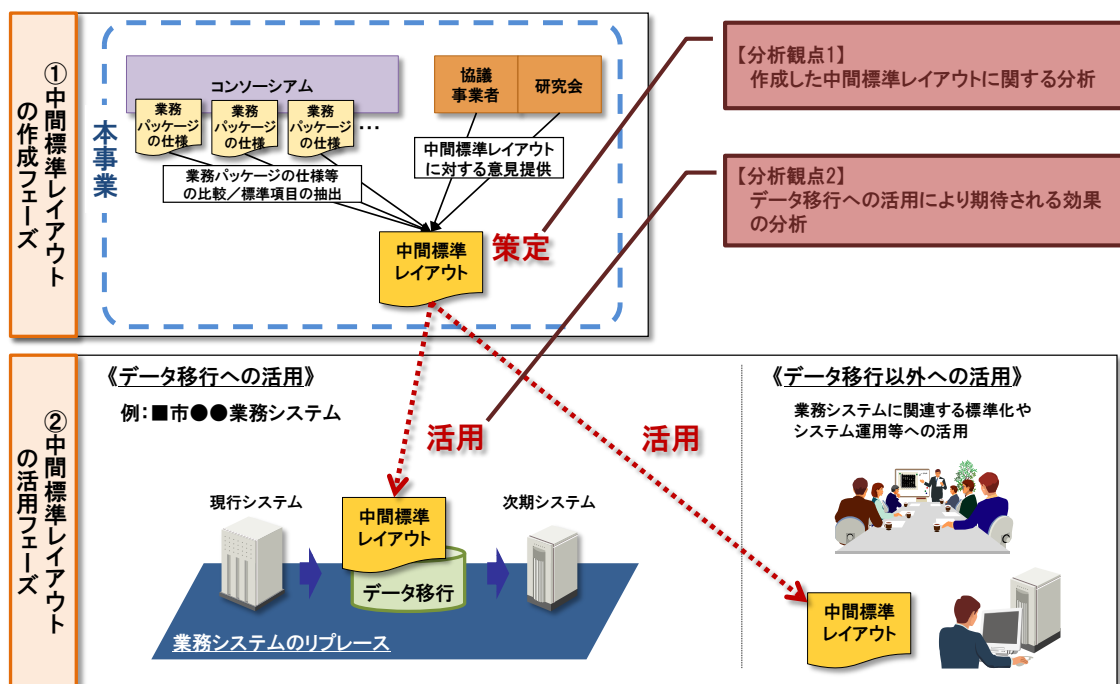 ①中間標準レイアウト
の作成フェーズ
本事業
コンソーシアム
業務
パッケージ
の仕様
業務
パッケージ
の仕様
業務
パッケージ
の仕様
…
協議
事業者
研究会
業務パッケージの仕様等
の比較／標準項目の抽出
中間標準レイアウト
に対する意見提供
中間標準
レイアウト
策定
【分析観点1】
作成した中間標準レイアウトに関する分析
【分析観点2】
データ移行への活用により期待される効果
の分析
②中間標準レイアウト
の活用フェーズ
《データ移行への活用》
例：■市●●業務システム
活用
活用
現行システム
中間標準
レイアウト
データ移行
次期システム
業務システムのリプレース
《データ移行以外への活用》
業務システムに関連する標準化や
システム運用等への活用
中間標準
レイアウト